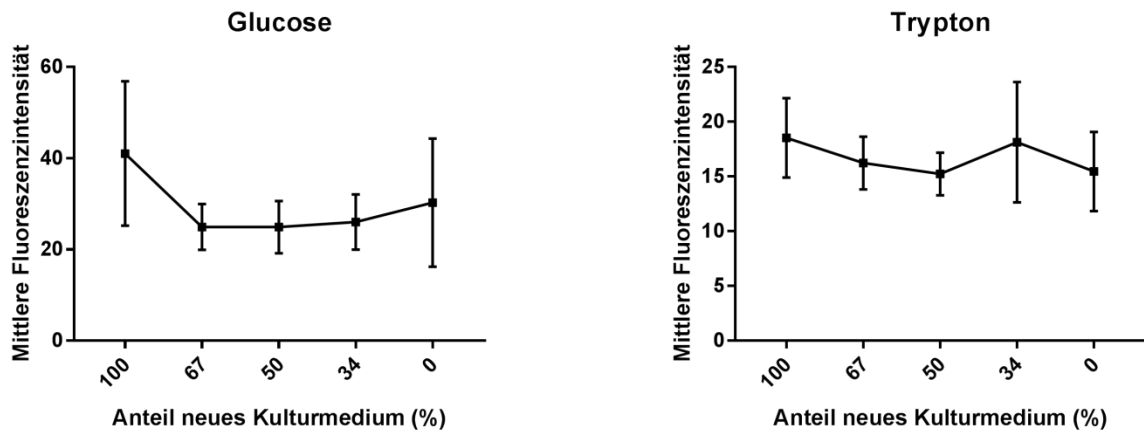 Glucose
Mittlere Fluoreszenzintensität
60
40
20
0
100 67 50 34 0
Anteil neues Kulturmedium (%)
Trypton
Mittlere Fluoreszenzintensität
25
20
15
10
5
0
100 67 50 34 0
Anteil neues Kulturmedium (%)